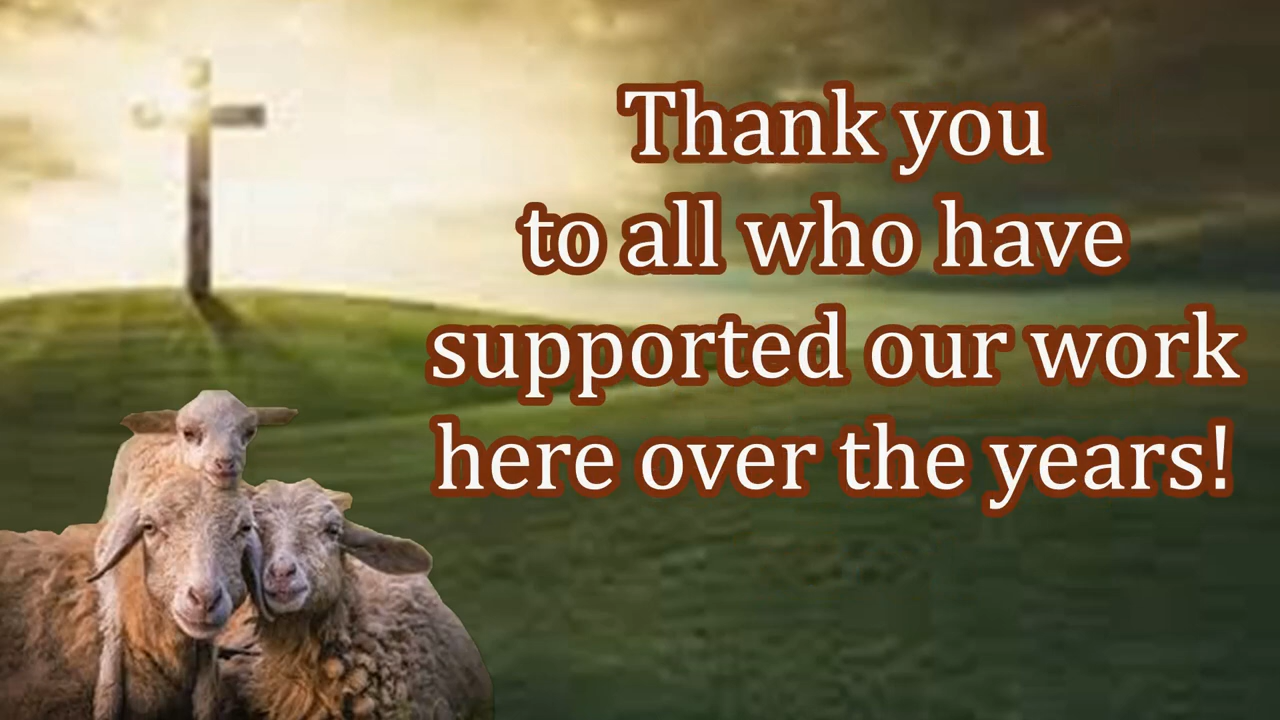 Thank you
to all who have
supported our work
here over the years!